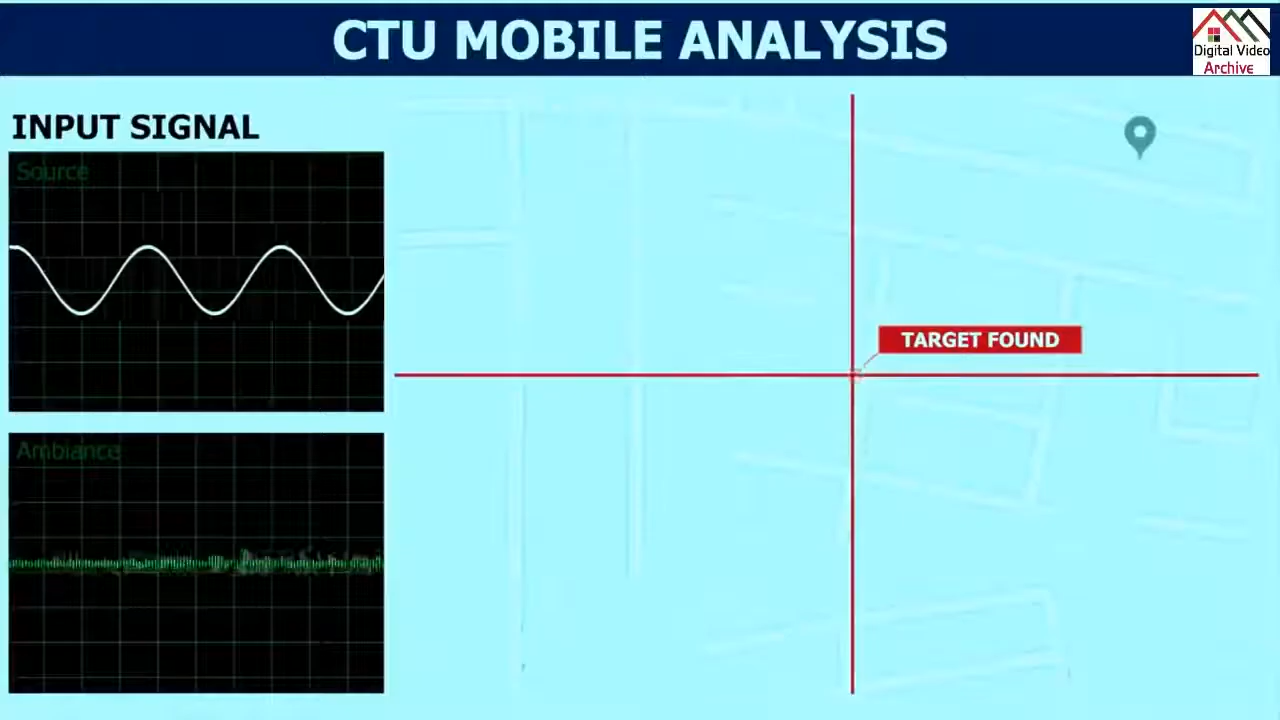 CTU MOBILE ANALYSIS
Digital Video
Archive
INPUT SIGNAL
Source
TARGET FOUND
Ambiance